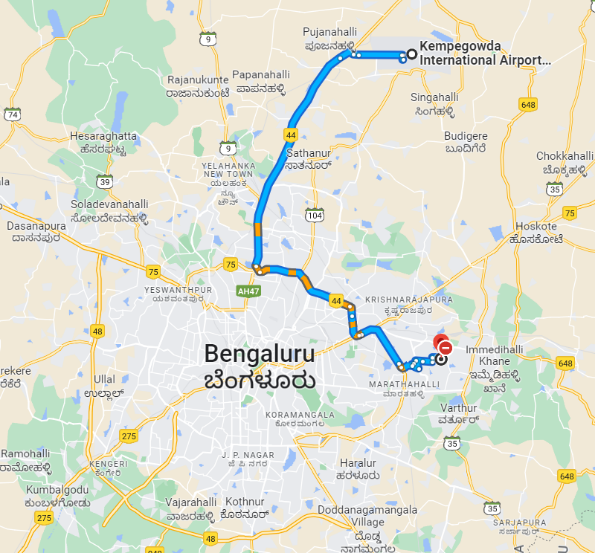 Pujanahalli
ಪೂಜನಹಳ್ಳಿ
Kempegowda
International Airport...
9
Rajanukunte
ರಾಜಾನುಕುಂಟೆ
Papanahalli
ಪಾಪನಹಳ್ಳಿ
Singahalli
ಸಿಂಗಹಳ್ಳಿ
648
74
44
Hesaraghatta
ಹೆಸರಘಟ್ಟ
9
Sathanur
ಸಾತನೂರ್
Budigere
ಬೂದಿಗೆರೆ
YELAHANKA
NEW TOWN
ಯಲಹಂಕ
Chokkahalli
ಚೊಕ್ಕಹಳ್ಳಿ
39
35
Soladevanahalli
ಸೋಲದೇವನಹಳ್ಳಿ
104
75
Dasanapura
ದಾಸನಪುರ
Hoskote
ಹೊಸಕೋಟೆ
75
75
YESWANTHPUR
ಯಶವಂತಪುರ
AH47
44
KRISHNARAJAPURA
ಕೃಷ್ಣರಾಜಪುರ
48
Bengaluru
ಬೆಂಗಳೂರು
Immedihalli
Khane
ಇಮ್ಮೆಡಿಹಳ್ಳಿ
ಖಾನೆ
648
648
rekere
ಕೆರೆ
Ullal
ಉಲ್ಲಾಳ್
MARATHAHALLI
ಮಾರತಹಳ್ಳಿ
Varthur
ವರ್ತೂರ್
KORAMANGALA
ಕೋರಮಂಗಲ
275
35
Ramohalli
ರಾಮೋಹಳ್ಳಿ
KENGERI
ಕೆಂಗೇರಿ
J. P. NAGAR
ಜೆ ಪಿ ನಗರ
Haralur
ಹರಳೂರು
648
Kumbalgodu
ಕುಂಬಳಗೋಡು
275
Vajarahalli
ವಾಜರಹಳ್ಳಿ
Kothnur
ಕೊತನೂರ್
Doddanagamangala
Village
ದೊಡ್ಡ
ನಾಗಮಂಗಲ
35
SARJAPURA
ಸರ್ಜಾಪುರ್
48